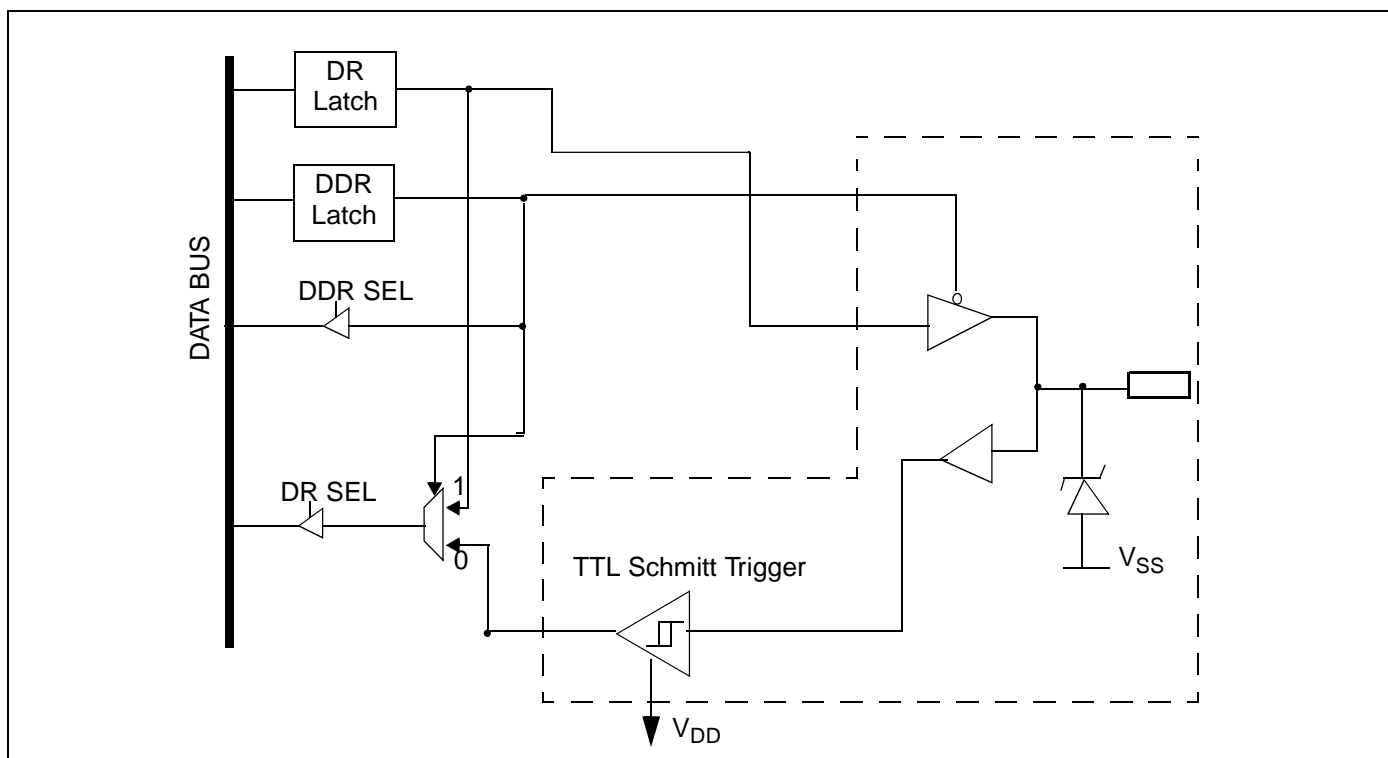 DR
Latch
DDR
Latch
DATA BUS
DDR SEL
DR SEL
1
0
TTL Schmitt Trigger
VSS
VDD